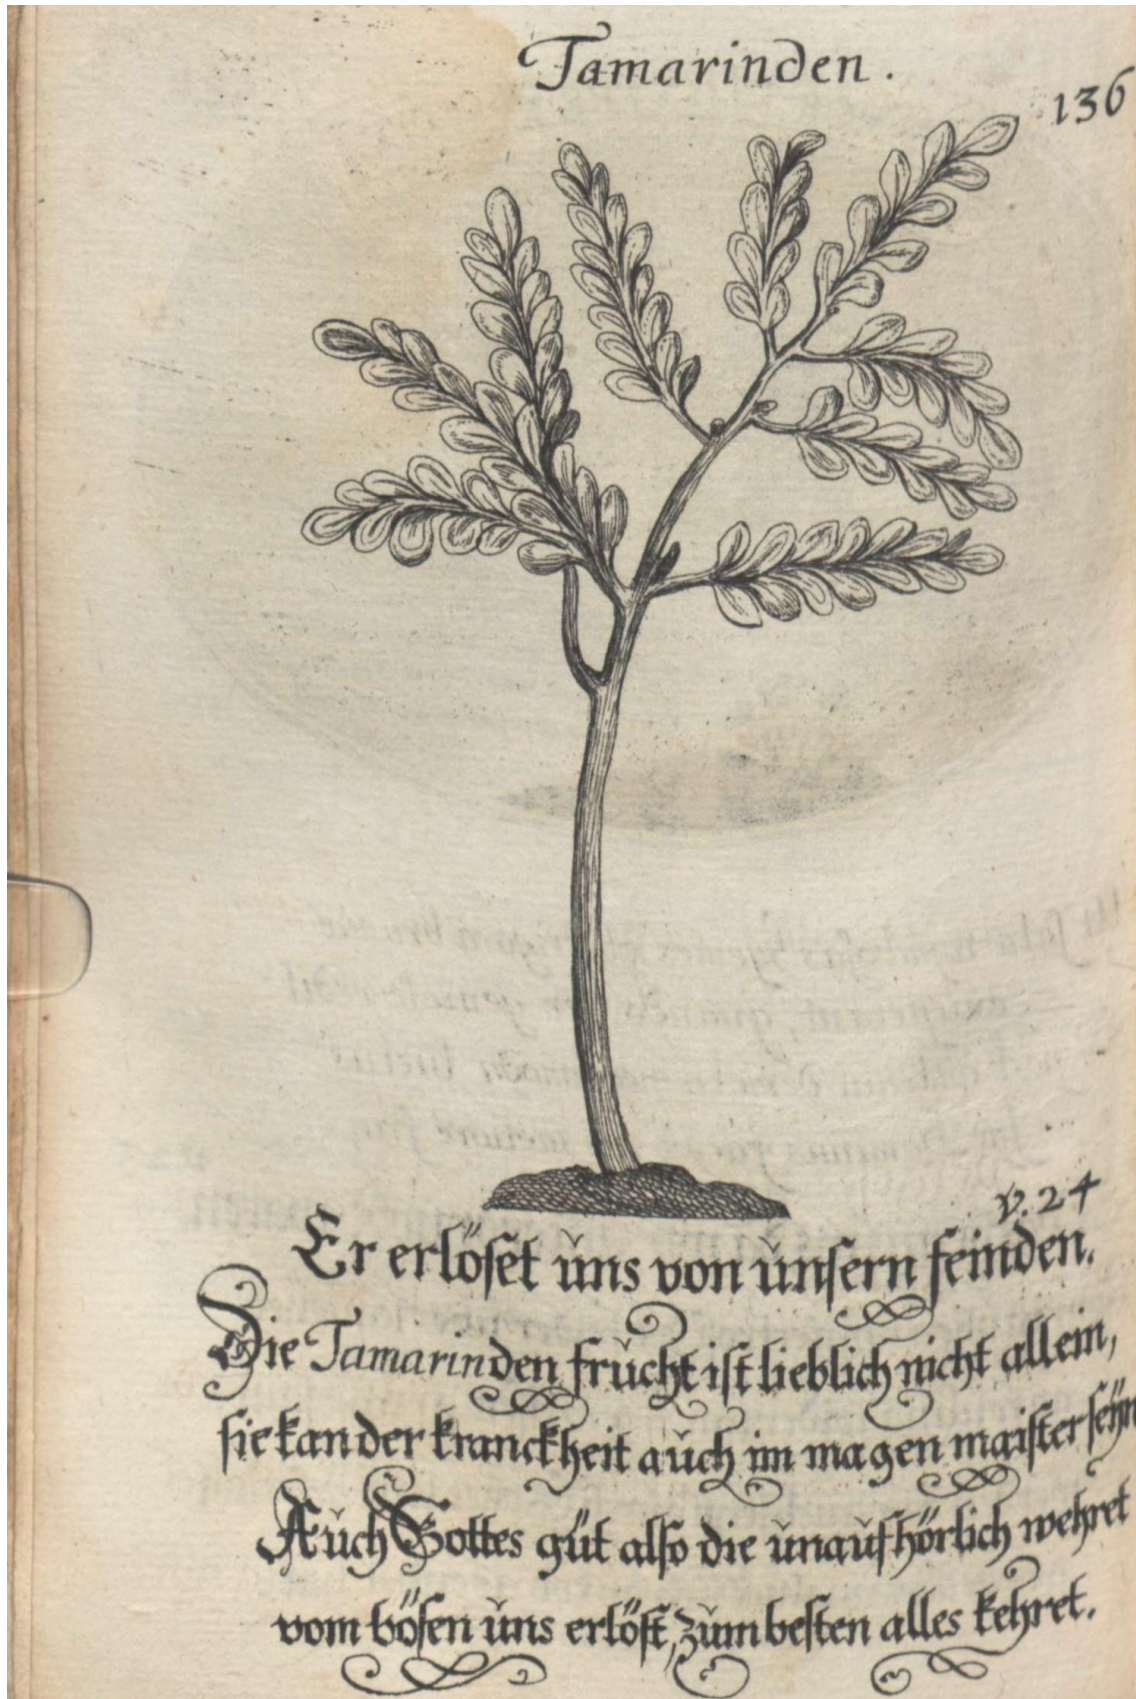 Tamarinden.
136
v. 24
Er erlöset uns von unsern feinden.
Die Tamarinden frucht ist lieblich nicht allein,
sie kan der kranckheit auch im magen maister seÿn
Auch Gottes güt also die unaufhörlich wehret
vom bösen uns erlöst, zum besten alles kehret.